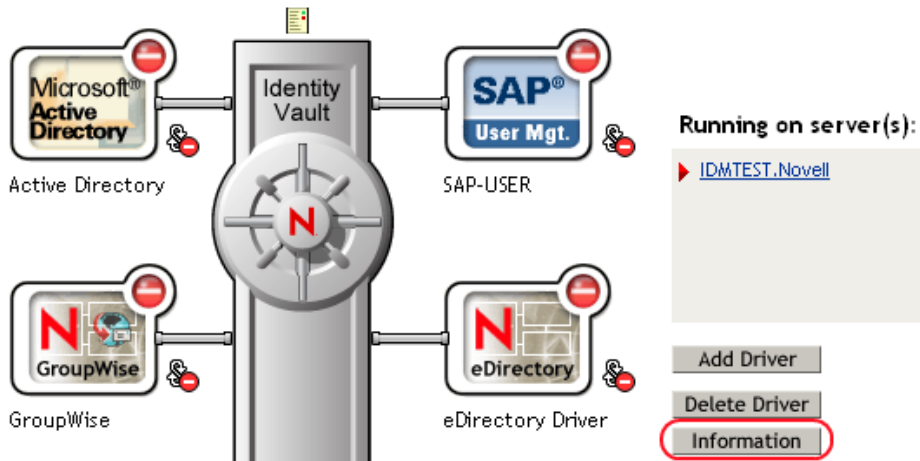 Microsoft®
Active
Directory
Active Directory
Identity
Vault
N
SAP®
User Mgt.
SAP-USER
N
GroupWise
GroupWise
N
eDirectory
eDirectory Driver
Running on server(s):
IDMTEST.Novell
Add Driver
Delete Driver
Information